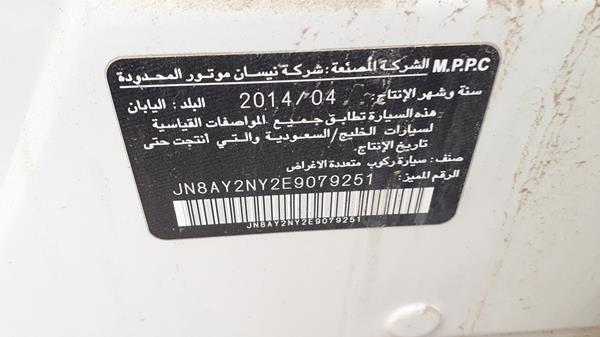 M.P.P.C الشركة المصنعة: شركة نيسان موتور المحدودة
سنة وشهر الإنتاج: 2014/04 البلد: اليابان
هذه السيارة تطابق جميع المواصفات القياسية
لسيارات الخليج/السعودية والتي أنتجت حتى
تاريخ الإنتاج.
صنف: سيارة ركوب متعددة الاغراض
الرقم المميز: JN8AY2NY2E9079251
JN8AY2NY2E9079251